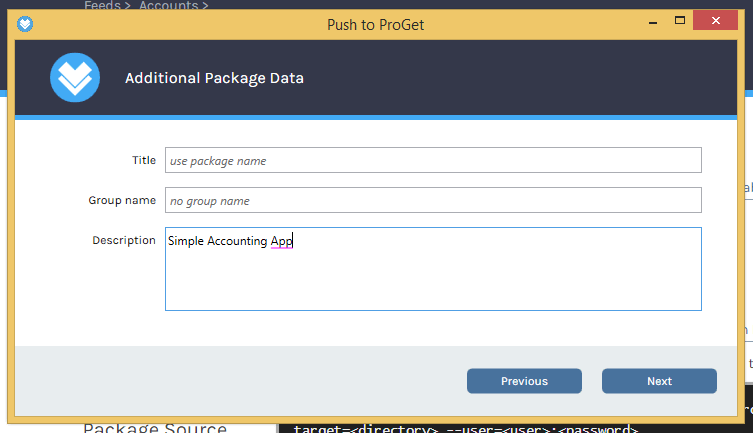 Feeds > Accounts >
Push to ProGet
Additional Package Data
Title
use package name
Group name
no group name
Description
Simple Accounting App
Previous
Next
Package Source
target=<directory> --user=<user>:<password>